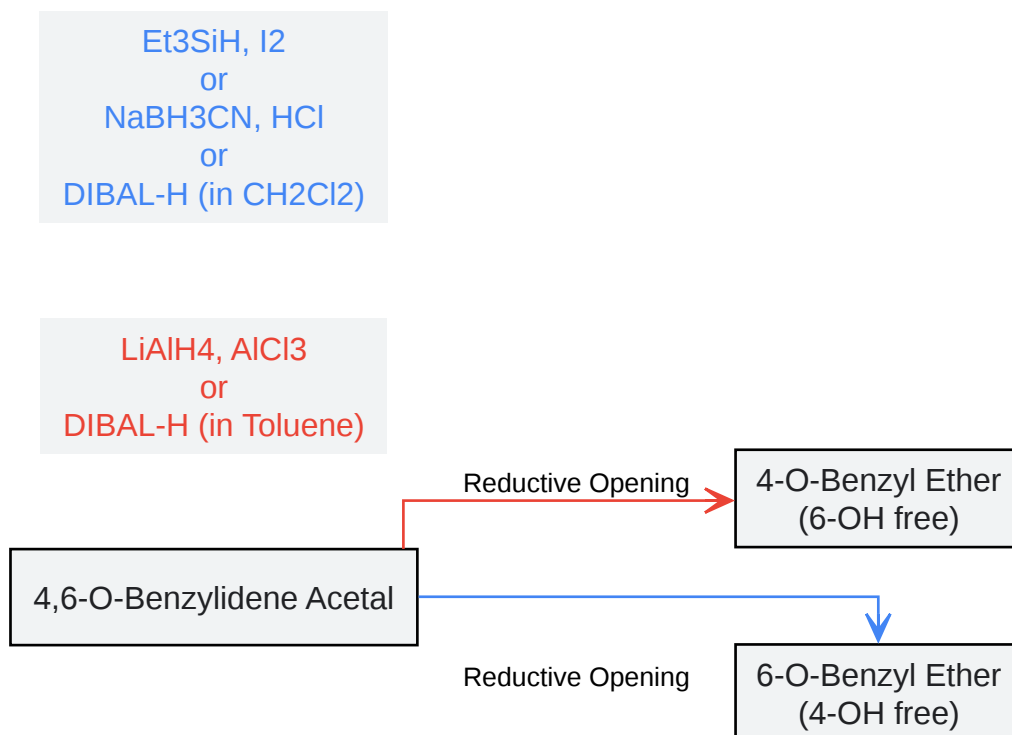 Et3SiH, I2
or
NaBH3CN, HCl
or
DIBAL-H (in CH2Cl2)
LiAlH4, AlCl3
or
DIBAL-H (in Toluene)
Reductive Opening
4-O-Benzyl Ether
(6-OH free)
4,6-O-Benzylidene Acetal
Reductive Opening
6-O-Benzyl Ether
(4-OH free)